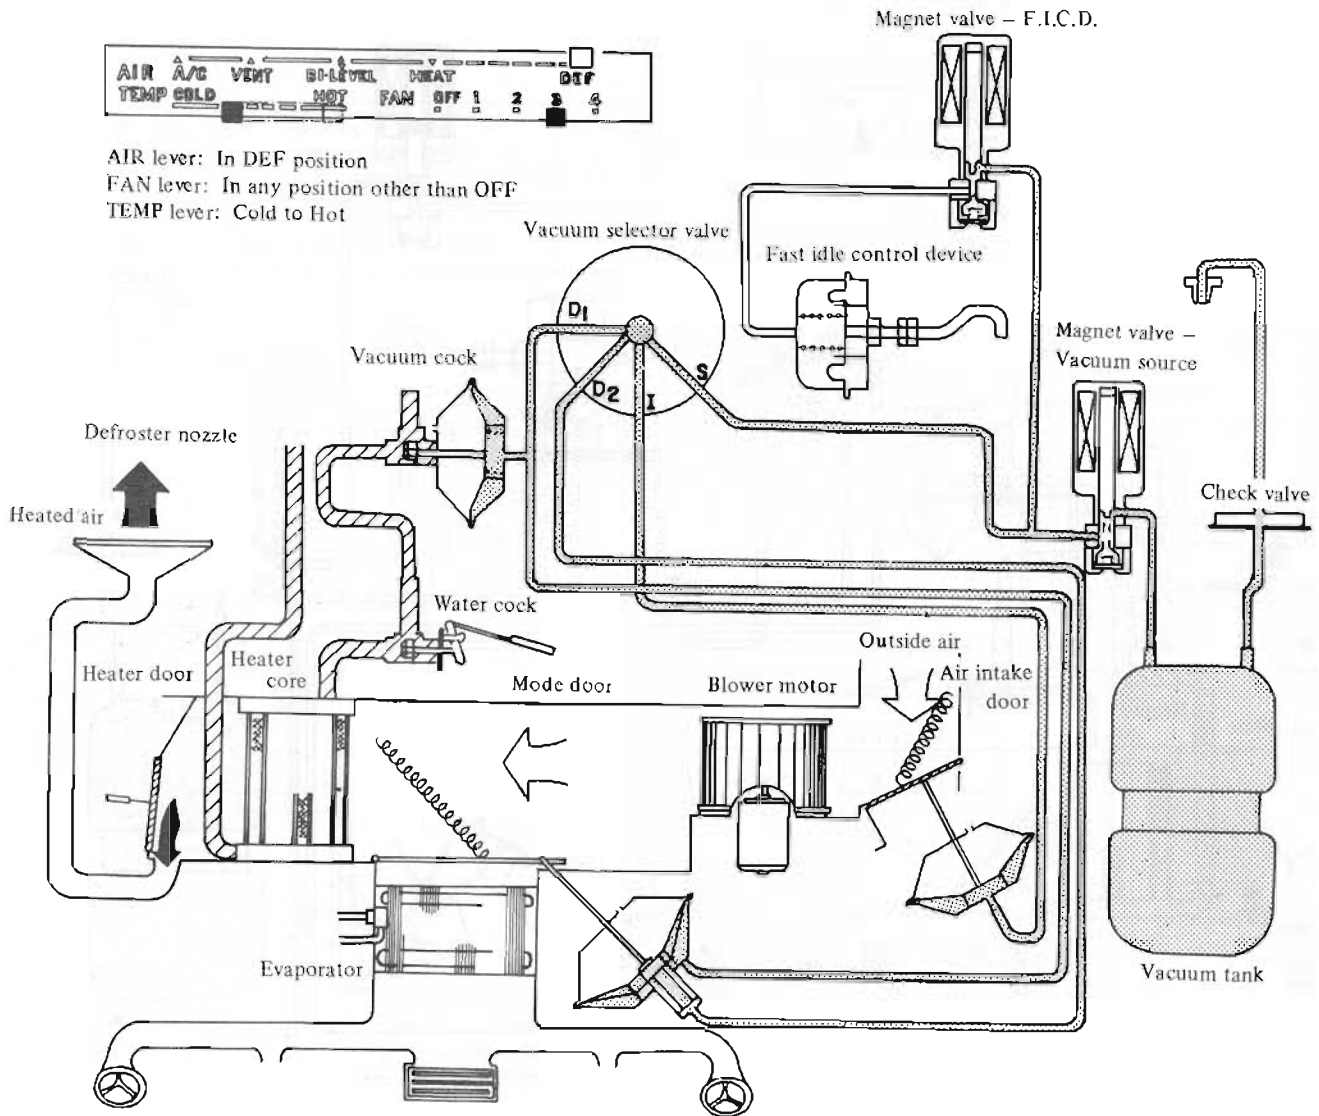 Magnet valve – F.I.C.D.
AIR A/C VENT BI-LEVEL HEAT DEF
TEMP COLD HOT FAN OFF 1 2 3 4
AIR lever: In DEF position
FAN lever: In any position other than OFF
TEMP lever: Cold to Hot
Vacuum selector valve
Fast idle control device
D1
D2
I
S
Magnet valve –
Vacuum source
Vacuum cock
Defroster nozzle
Heated air
Check valve
Water cock
Outside air
Heater door
Heater
core
Mode door
Blower motor
Air intake
door
Evaporator
Vacuum tank